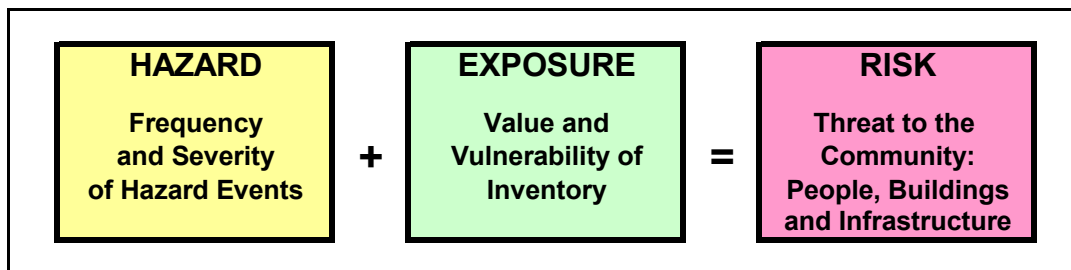 HAZARD
Frequency
and Severity
of Hazard Events
+
EXPOSURE
Value and
Vulnerability of
Inventory
=
RISK
Threat to the
Community:
People, Buildings
and Infrastructure